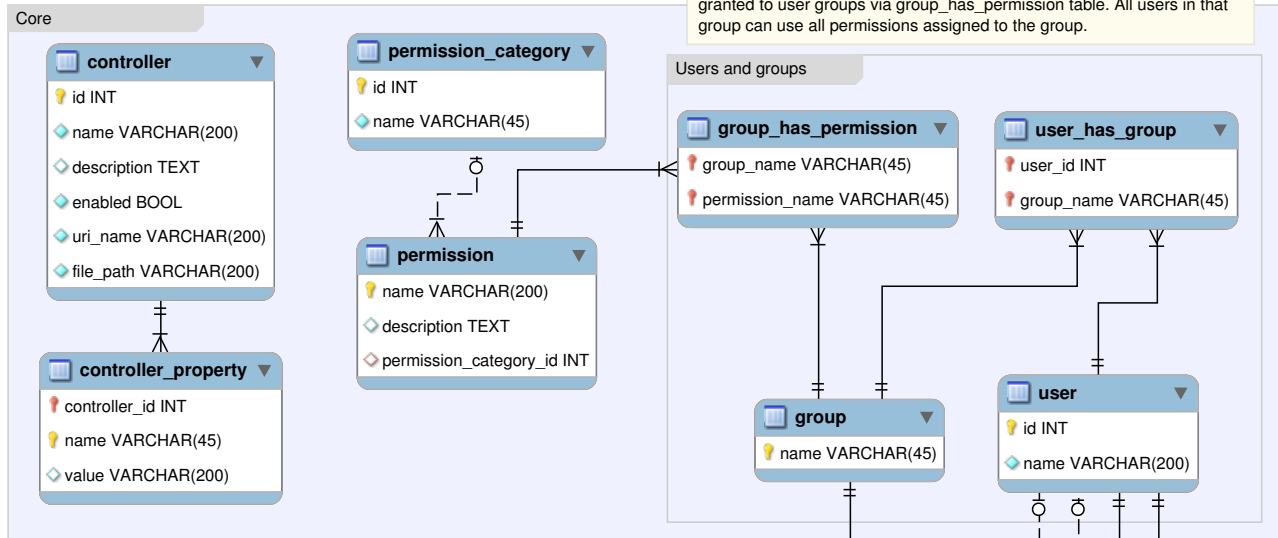 granted to user groups via group_has_permission table. All users in that
group can use all permissions assigned to the group.
Core
controller
id INT
name VARCHAR(200)
description TEXT
enabled BOOL
uri_name VARCHAR(200)
file_path VARCHAR(200)
permission_category
id INT
name VARCHAR(45)
Users and groups
group_has_permission
group_name VARCHAR(45)
permission_name VARCHAR(45)
user_has_group
user_id INT
group_name VARCHAR(45)
permission
name VARCHAR(200)
description TEXT
permission_category_id INT
controller_property
controller_id INT
name VARCHAR(45)
value VARCHAR(200)
group
name VARCHAR(45)
user
id INT
name VARCHAR(200)